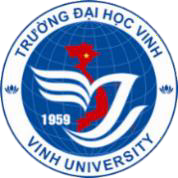 TRƯỜNG ĐẠI HỌC VINH
1959
VINH UNIVERSITY